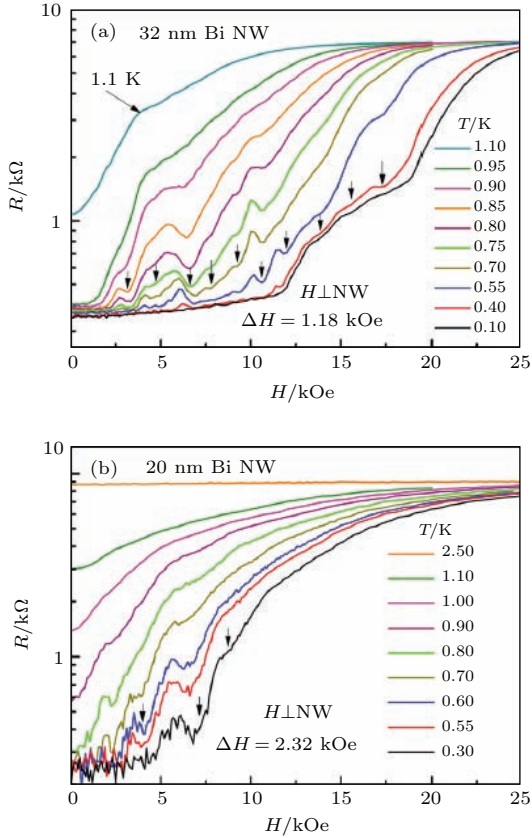 10
(a)
32 nm Bi NW
1.1 K
T/K
1.10
0.95
0.90
0.85
0.80
0.75
0.70
0.55
0.40
0.10
R/kΩ
1
H⊥NW
ΔH = 1.18 kOe
0 5 10 15 20 25
H/kOe
10
(b) 20 nm Bi NW
T/K
2.50
1.10
1.00
0.90
0.80
0.70
0.60
0.55
0.30
R/kΩ
1
H⊥NW
ΔH = 2.32 kOe
0 5 10 15 20 25
H/kOe